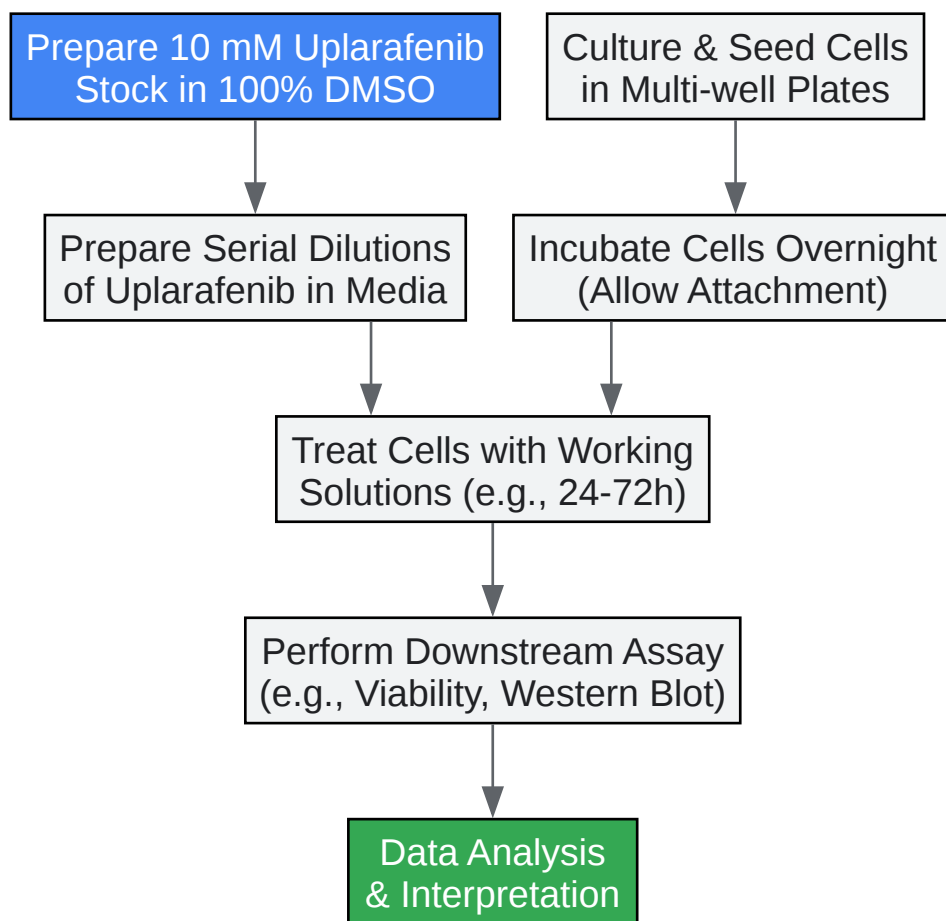 Prepare 10 mM Uplarafenib
Stock in 100% DMSO
Culture & Seed Cells
in Multi-well Plates
Prepare Serial Dilutions
of Uplarafenib in Media
Incubate Cells Overnight
(Allow Attachment)
Treat Cells with Working
Solutions (e.g., 24-72h)
Perform Downstream Assay
(e.g., Viability, Western Blot)
Data Analysis
& Interpretation